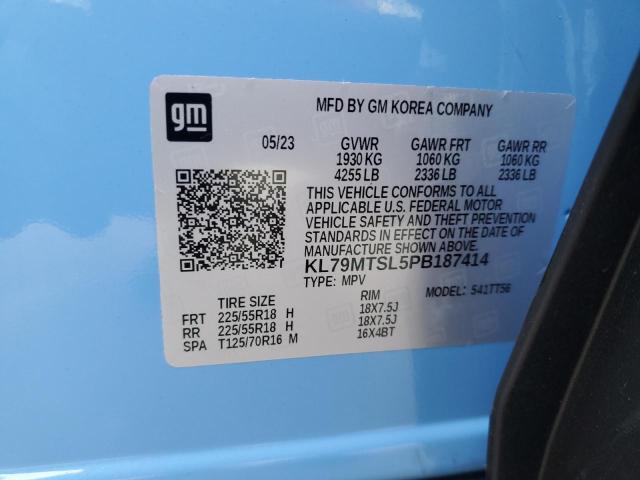 gm
MFD BY GM KOREA COMPANY
05/23 GVWR GAWR FRT GAWR RR
1930 KG 1060 KG 1060 KG
4255 LB 2336 LB 2336 LB
THIS VEHICLE CONFORMS TO ALL
APPLICABLE U.S. FEDERAL MOTOR
VEHICLE SAFETY AND THEFT PREVENTION
STANDARDS IN EFFECT ON THE DATE OF
MANUFACTURE SHOWN ABOVE.
KL79MTSL5PB187414
TYPE: MPV MODEL: 541TT56
TIRE SIZE RIM
FRT 225/55R18 H 18X7.5J
RR 225/55R18 H 18X7.5J
SPA T125/70R16 M 16X4BT